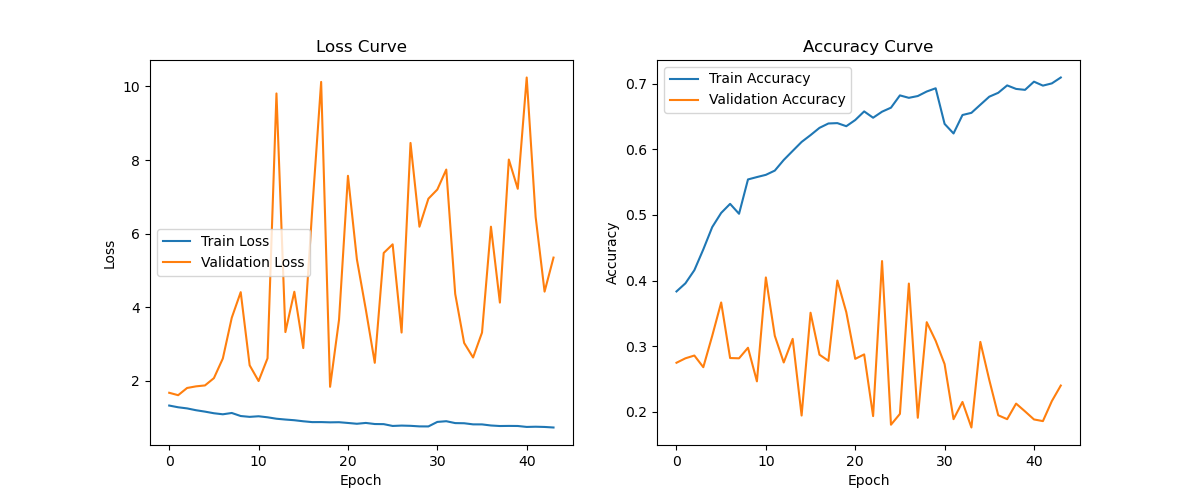 Loss Curve
10
8
6
4
2
Loss
Train Loss
Validation Loss
0
10
20
30
40
Epoch
Accuracy Curve
0.7
0.6
0.5
0.4
0.3
0.2
Accuracy
Train Accuracy
Validation Accuracy
0
10
20
30
40
Epoch